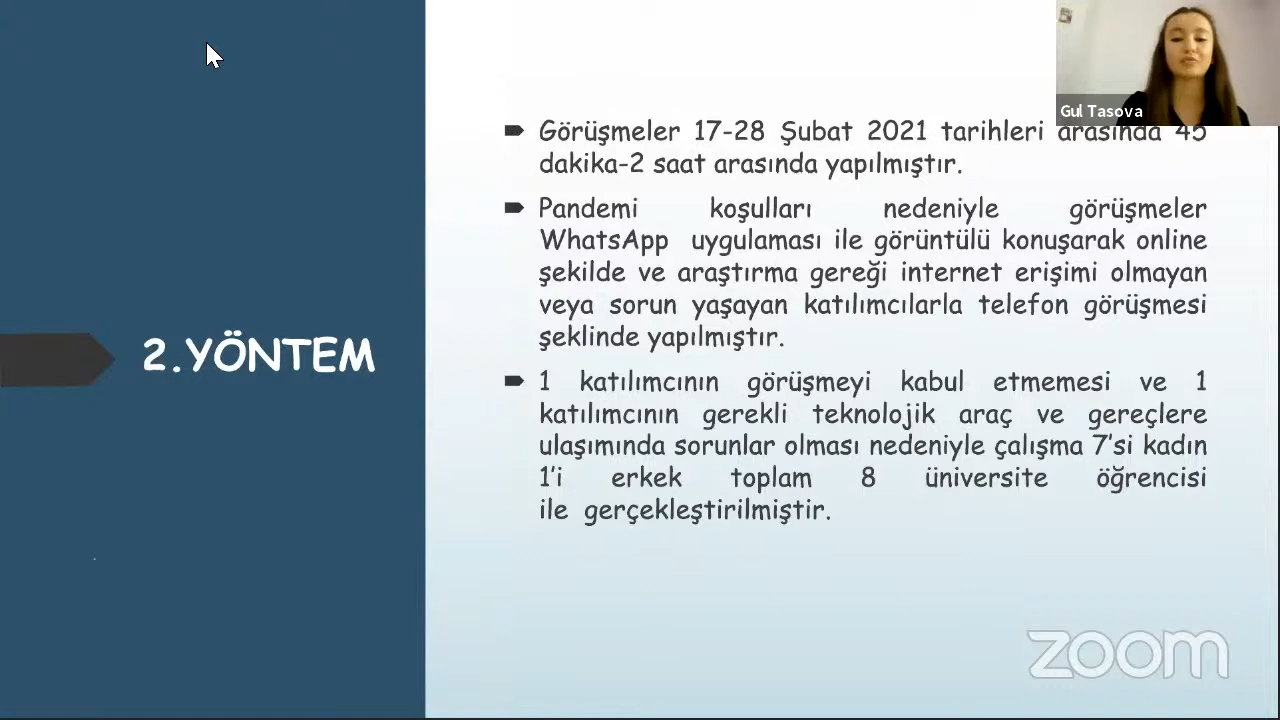 Gul Tasova
2.YÖNTEM
Görüşmeler 17-28 Şubat 2021 tarihleri arasında 45
dakika-2 saat arasında yapılmıştır.
Pandemi koşulları nedeniyle görüşmeler
WhatsApp uygulaması ile görüntülü konuşarak online
şekilde ve araştırma gereği internet erişimi olmayan
veya sorun yaşayan katılımcılarla telefon görüşmesi
şeklinde yapılmıştır.
1 katılımcının görüşmeyi kabul etmemesi ve 1
katılımcının gerekli teknolojik araç ve gereçlere
ulaşımında sorunlar olması nedeniyle çalışma 7'si kadın
1'i erkek toplam 8 üniversite öğrencisi
ile gerçekleştirilmiştir.
zoom